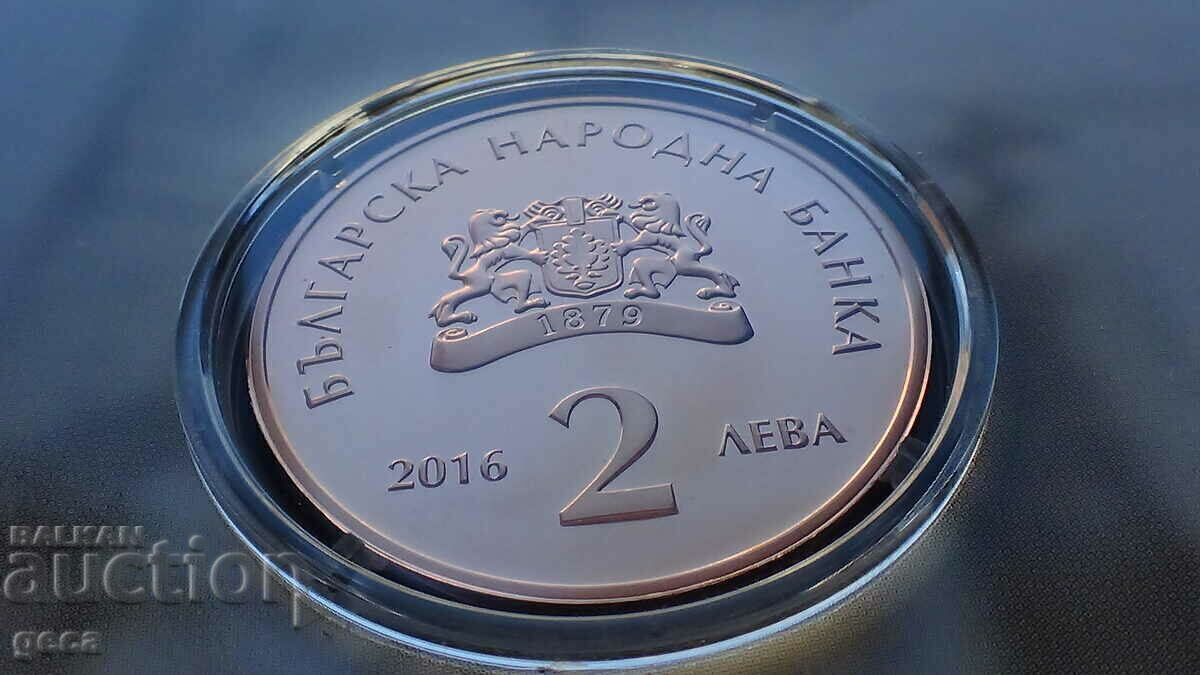 БЪЛГАРСКА НАРОДНА БАНКА
1879
2016 2 ЛЕВА
BALKAN
auction
geca